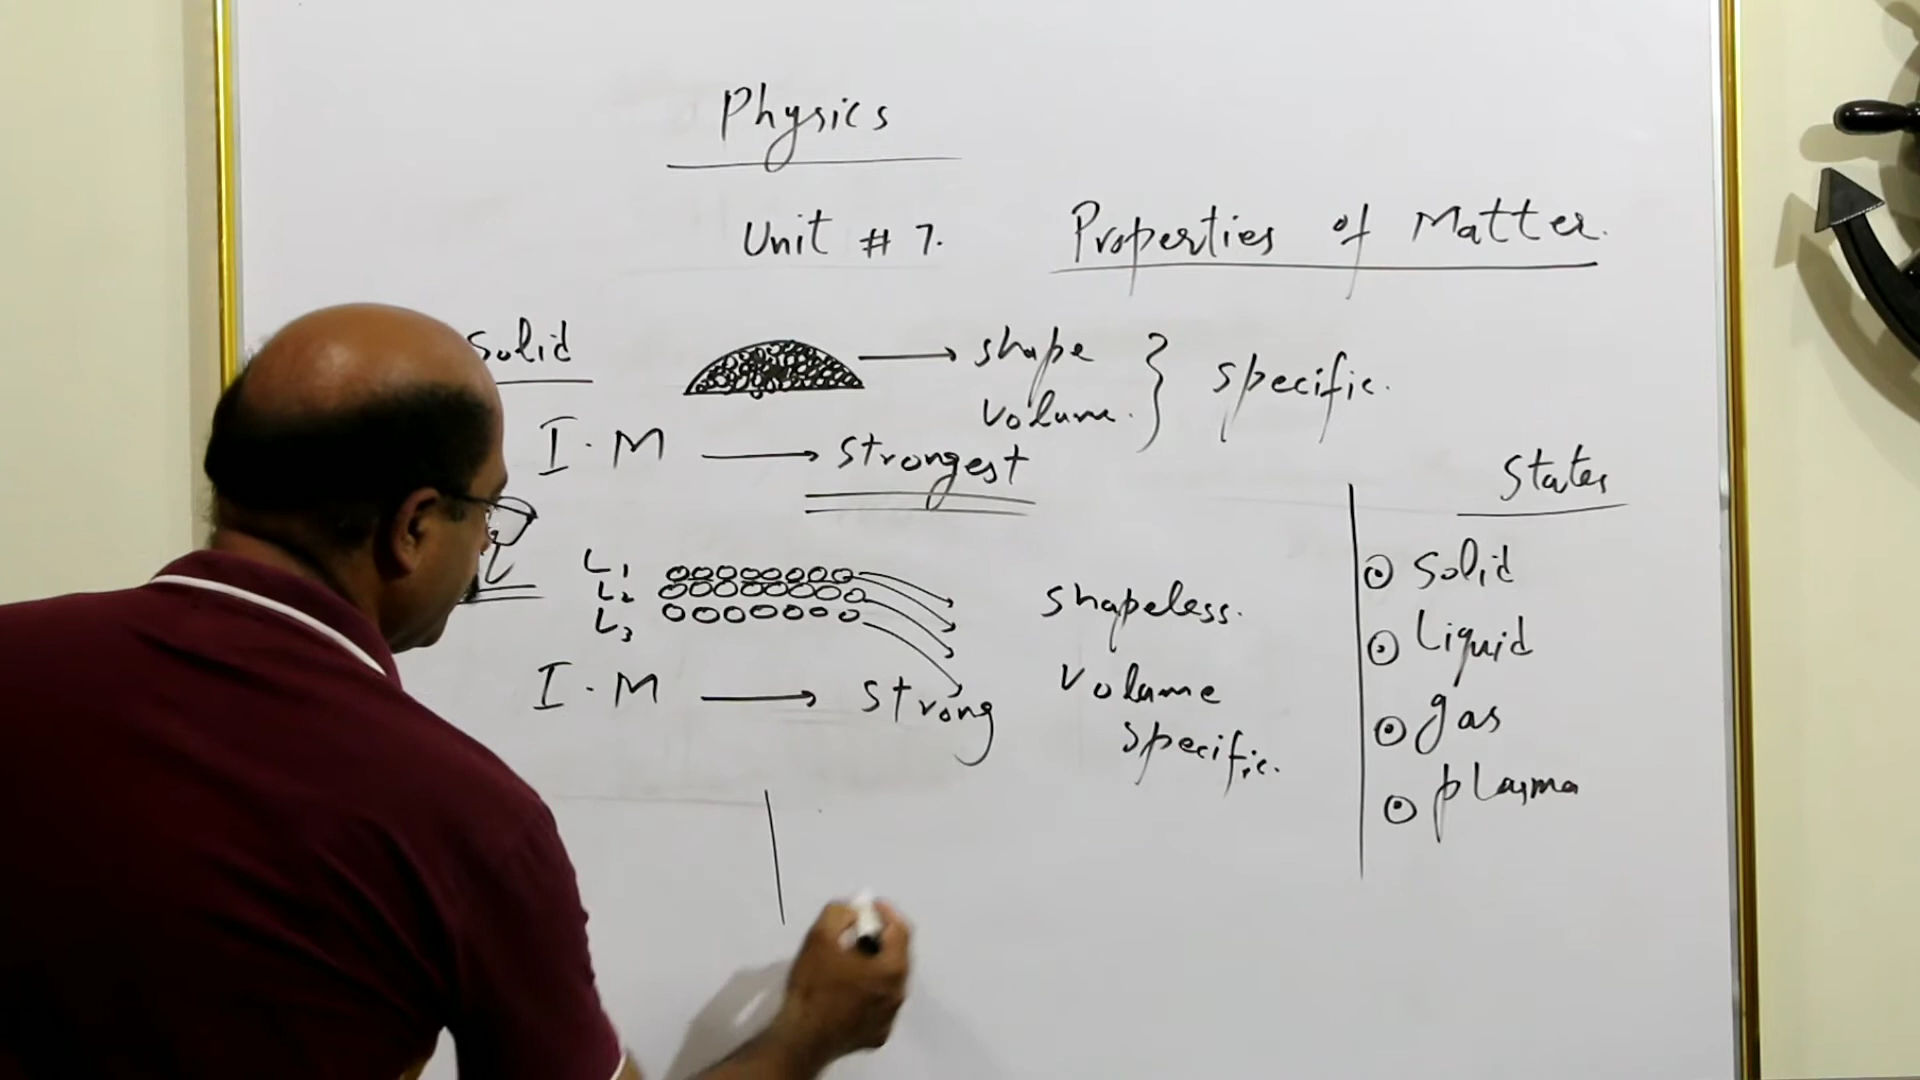 Physics
Unit # 7. Properties of Matter.
Solid shape
volume. } specific.
I. M → strongest
States
L1
L2
L3
shapeless.
I. M → strong
volume
specific.
⊙ Solid
⊙ Liquid
⊙ gas
⊙ plasma